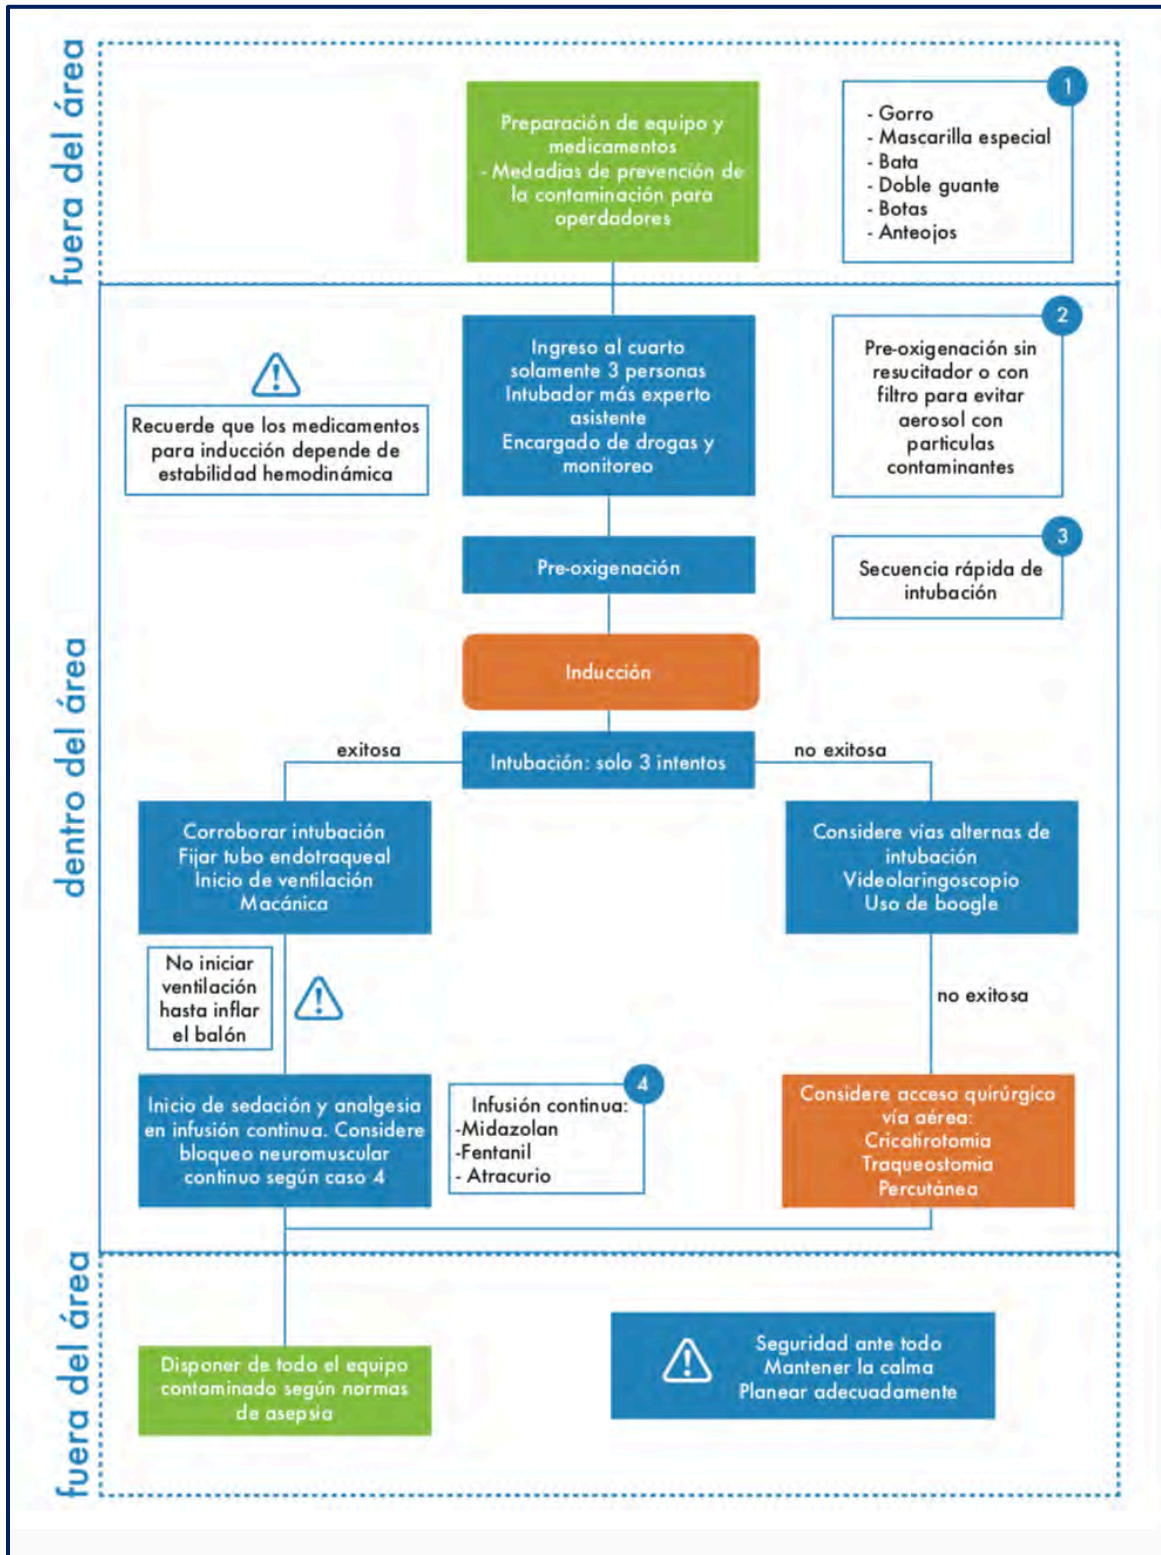 fuera del área
Preparación de equipo y
medicamentos
- Medadias de prevención de
la contaminación para
operdadores
1
- Gorro
- Mascarilla especial
- Bata
- Doble guante
- Botas
- Anteojos
dentro del área
Ingreso al cuarto
solamente 3 personas
Intubador más experto
asistente
Encargado de drogas y
monitoreo
2
Pre-oxigenación sin
resucitador o con
filtro para evitar
aerosol con
particulas
contaminantes
Recuerde que los medicamentos
para inducción depende de
estabilidad hemodinámica
Pre-oxigenación
3
Secuencia rápida de
intubación
Inducción
exitosa
Intubación: solo 3 intentos
no exitosa
Corroborar intubación
Fijar tubo endotraqueal
Inicio de ventilación
Macánica
Considere vías alternas de
intubación
Videolaringoscopio
Uso de boogle
No iniciar
ventilación
hasta inflar
el balón
no exitosa
Inicio de sedación y analgesia
en infusión continua. Considere
bloqueo neuromuscular
continuo según caso 4
4
Infusión continua:
-Midazolan
-Fentanil
- Atracurio
Considere acceso quirúrgico
vía aérea:
Cricatirotomia
Traqueostomia
Percutánea
fuera del área
Disponer de todo el equipo
contaminado según normas
de asepsia
Seguridad ante todo
Mantener la calma
Planear adecuadamente